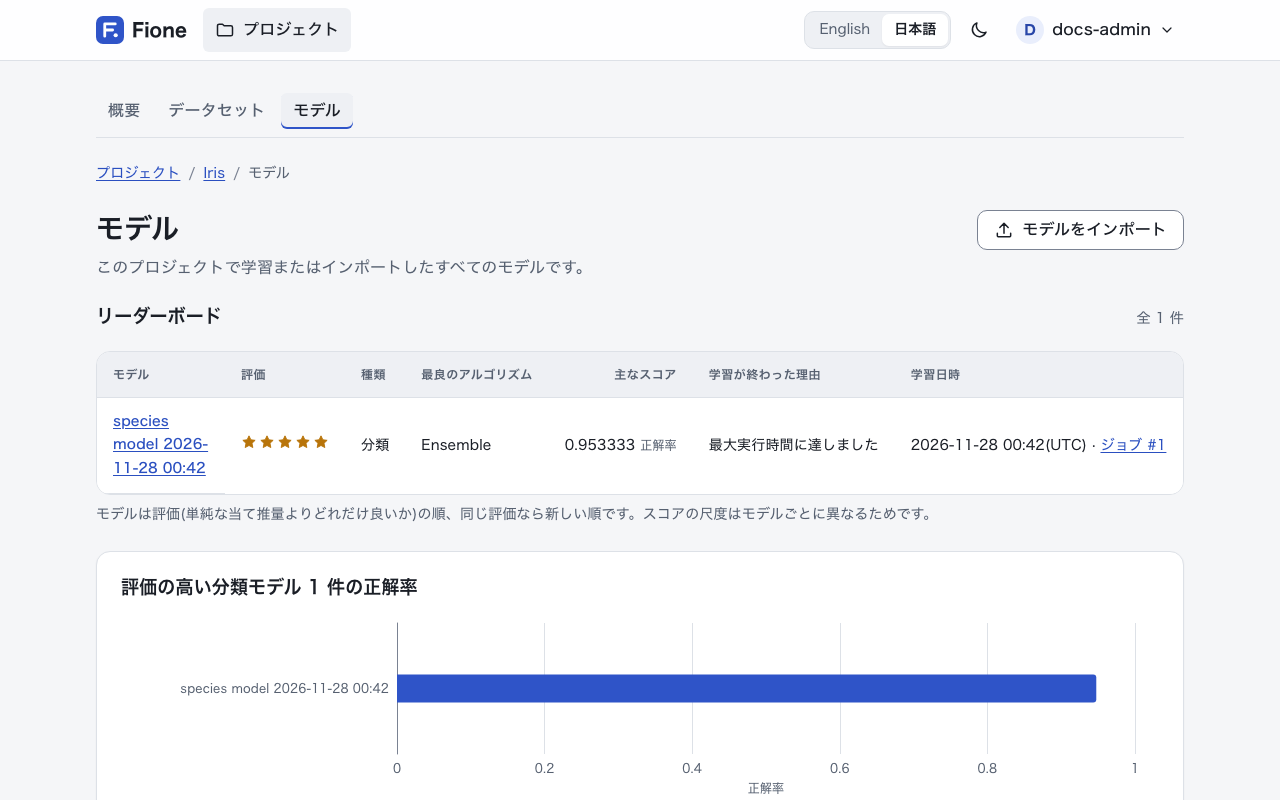 Fione
プロジェクト
English
日本語
D
docs-admin
概要
データセット
モデル
プロジェクト / Iris / モデル
モデル
モデルをインポート
このプロジェクトで学習またはインポートしたすべてのモデルです。
リーダーボード
全 1 件
モデル 評価 種類 最良のアルゴリズム 主なスコア 学習が終わった理由 学習日時
species model 2026-11-28 00:42
分類 Ensemble 0.953333 正解率 最大実行時間に達しました 2026-11-28 00:42(UTC) · ジョブ #1
モデルは評価(単純な当て推量よりどれだけ良いか)の順、同じ評価なら新しい順です。スコアの尺度はモデルごとに異なるためです。
評価の高い分類モデル 1 件の正解率
species model 2026-11-28 00:42
0 0.2 0.4 0.6 0.8 1
正解率